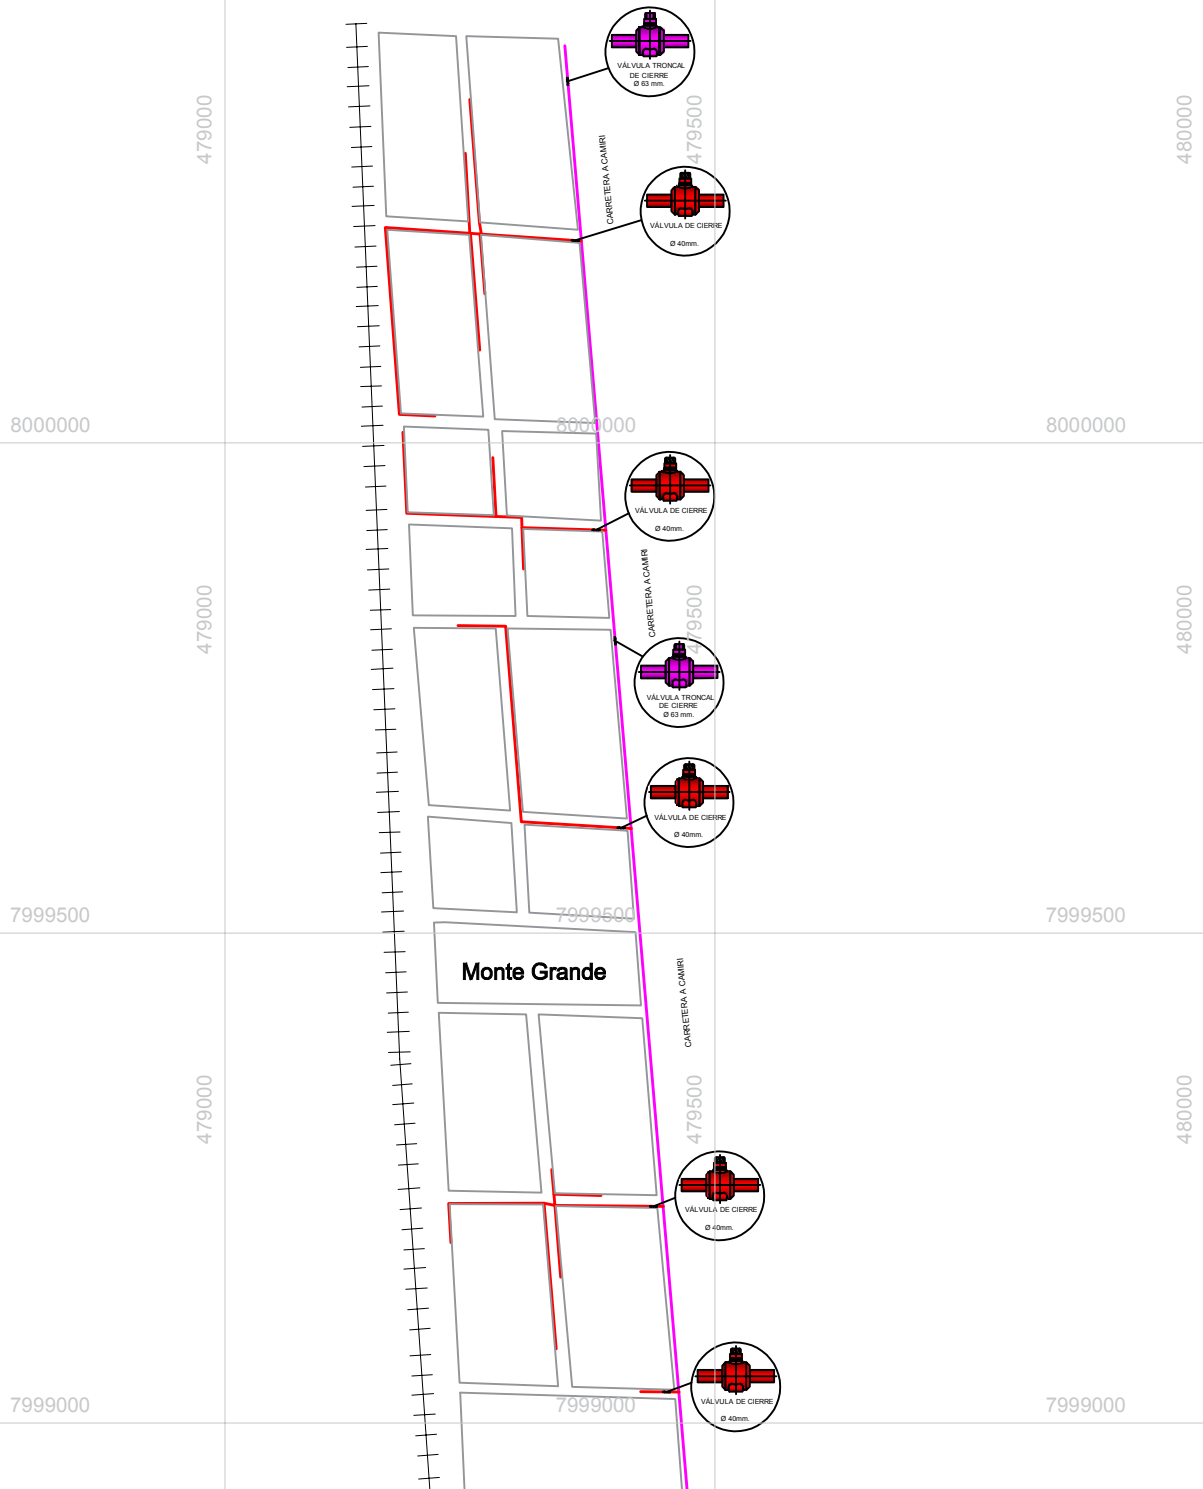 VÁLVULA TRONCAL
DE CIERRE
Ø 63 mm.
479000
479500
480000
CARRETERA A CAMIRI
VÁLVULA DE CIERRE
Ø 40mm.
8000000
8000000
8000000
VÁLVULA DE CIERRE
Ø 40mm.
CARRETERA A CAMIRI
479000
479500
480000
VÁLVULA TRONCAL
DE CIERRE
Ø 63 mm.
VÁLVULA DE CIERRE
Ø 40mm.
7999500
7999500
7999500
Monte Grande
CARRETERA A CAMIRI
479000
479500
480000
VÁLVULA DE CIERRE
Ø 40mm.
VÁLVULA DE CIERRE
Ø 40mm.
7999000
7999000
7999000